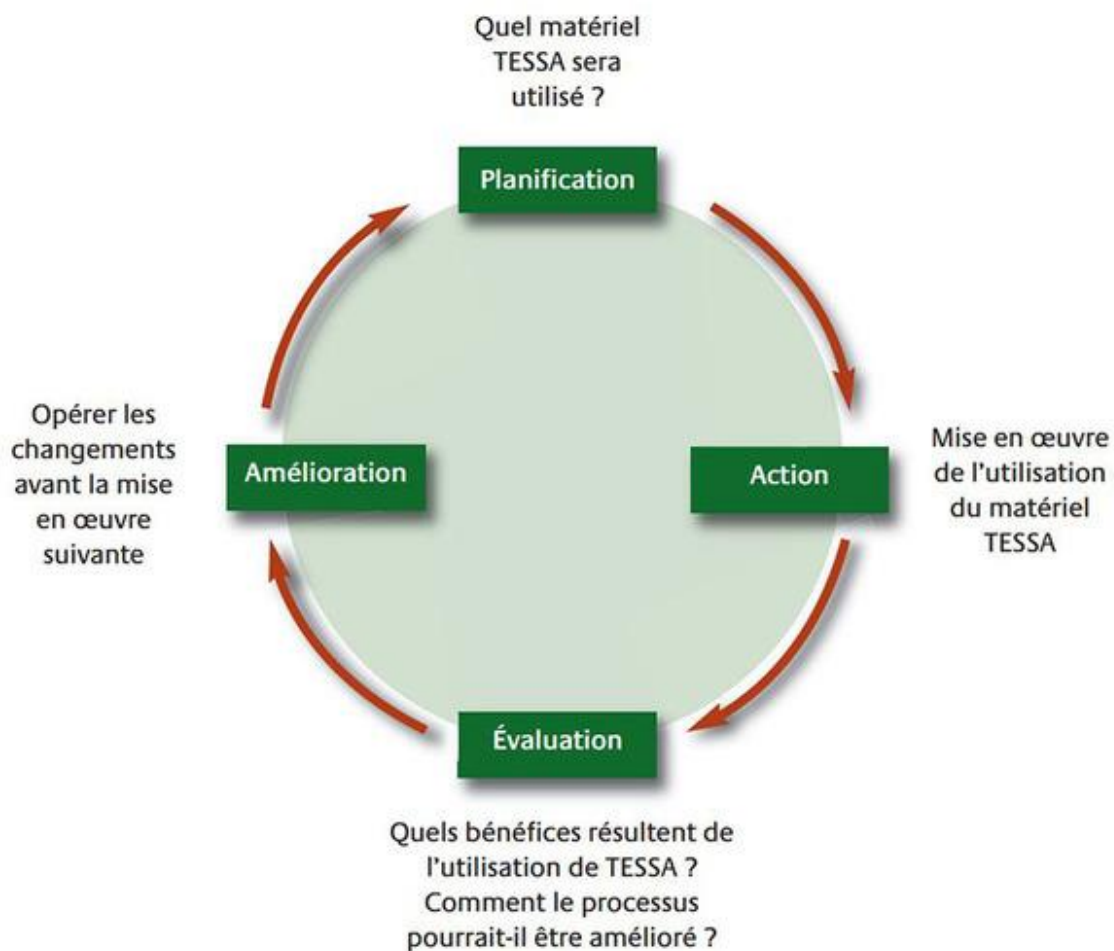 Quel matériel
TESSA sera
utilisé ?
Planification
Opérer les
changements
avant la mise
en œuvre
suivante
Amélioration
Action
Mise en œuvre
de l’utilisation
du matériel
TESSA
Évaluation
Quels bénéfices résultent de
l’utilisation de TESSA ?
Comment le processus
pourrait-il être amélioré ?